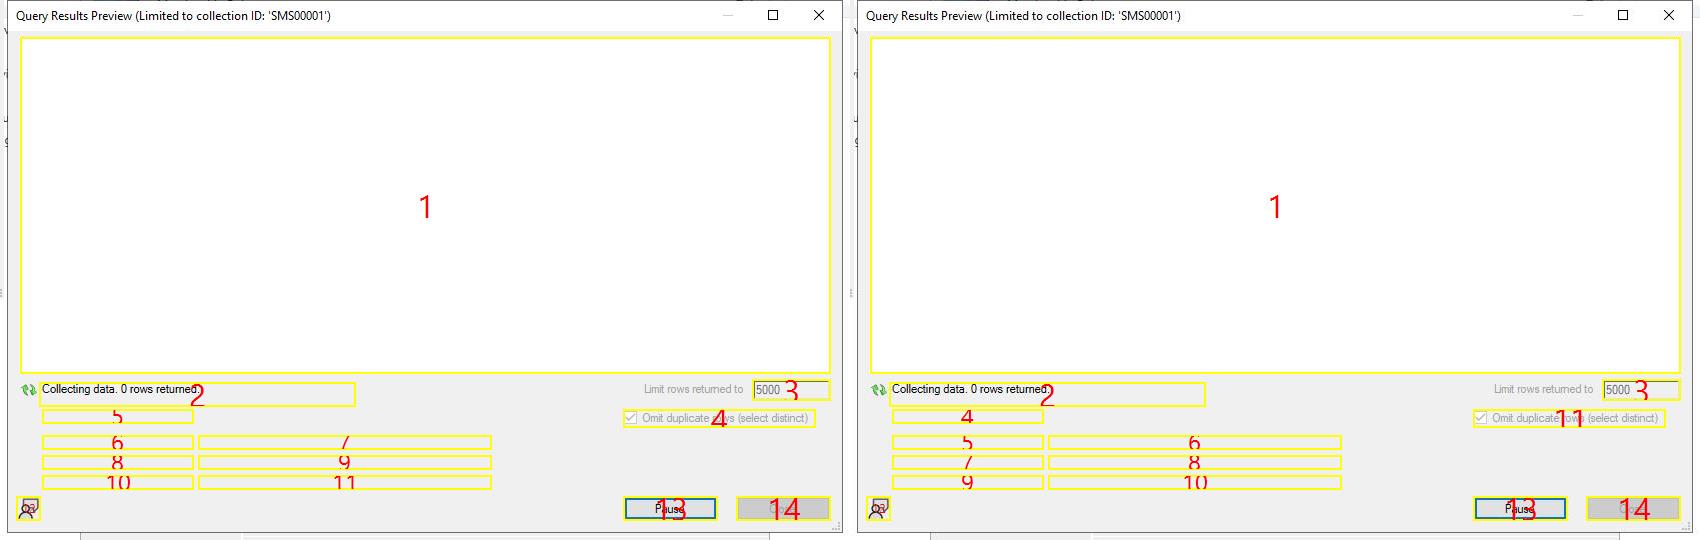 Query Results Preview (Limited to collection ID: 'SMS00001')
1
Collecting data. 0 rows returned.
2
Limit rows returned to 5000
3
5
Omit duplicate rows (select distinct)
4
6 7
8 9
10 11
Pause
13
14
Query Results Preview (Limited to collection ID: 'SMS00001')
1
Collecting data. 0 rows returned.
2
Limit rows returned to 5000
3
4
Omit duplicate rows (select distinct)
11
5 6
7 8
9 10
Pause
13
14